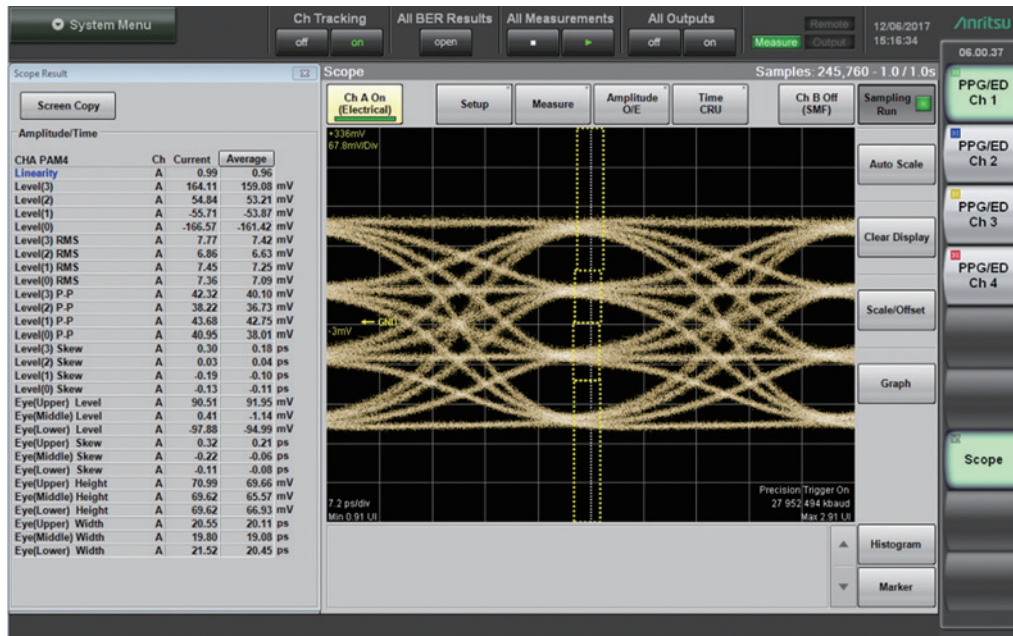 System Menu
Ch Tracking
off on
All BER Results
open
All Measurements
All Outputs
off on
Remote
Measure Output
12/06/2017
15:16:34
Anritsu
06.00.37
Scope Result
Screen Copy
Amplitude/Time
CHA PAM4 Ch Current Average
Linearity A 0.99 0.96
Level(3) A 164.11 159.08 mV
Level(2) A 54.84 53.21 mV
Level(1) A -55.71 -53.87 mV
Level(0) A -166.57 -161.42 mV
Level(3) RMS A 7.77 7.42 mV
Level(2) RMS A 6.86 6.63 mV
Level(1) RMS A 7.45 7.25 mV
Level(0) RMS A 7.36 7.09 mV
Level(3) P-P A 42.32 40.10 mV
Level(2) P-P A 38.22 36.73 mV
Level(1) P-P A 43.68 42.75 mV
Level(0) P-P A 40.95 38.01 mV
Level(3) Skew A 0.30 0.18 ps
Level(2) Skew A 0.03 0.04 ps
Level(1) Skew A -0.19 -0.10 ps
Level(0) Skew A -0.13 -0.11 ps
Eye(Upper) Level A 90.51 91.95 mV
Eye(Middle) Level A 0.41 -1.14 mV
Eye(Lower) Level A -97.88 -94.99 mV
Eye(Upper) Skew A 0.32 0.21 ps
Eye(Middle) Skew A -0.22 -0.06 ps
Eye(Lower) Skew A -0.11 -0.08 ps
Eye(Upper) Height A 70.99 69.66 mV
Eye(Middle) Height A 69.62 65.57 mV
Eye(Lower) Height A 69.62 66.93 mV
Eye(Upper) Width A 20.55 20.11 ps
Eye(Middle) Width A 19.80 19.08 ps
Eye(Lower) Width A 21.52 20.45 ps
Scope
Samples: 245,760 - 1.0 / 1.0s
Ch A On
(Electrical)
Setup
Measure
Amplitude
O/E
Time
CRU
Ch B Off
(SMF)
Sampling
Run
+336mV
67.8mV/Div
GND
-3mV
7.2 ps/div
Min 0.91 UI
Precision Trigger On
27 952 494 kbaud
Max 2.91 UI
Auto Scale
Clear Display
Scale/Offset
Graph
Histogram
Marker
PPG/ED
Ch 1
PPG/ED
Ch 2
PPG/ED
Ch 3
PPG/ED
Ch 4
Scope